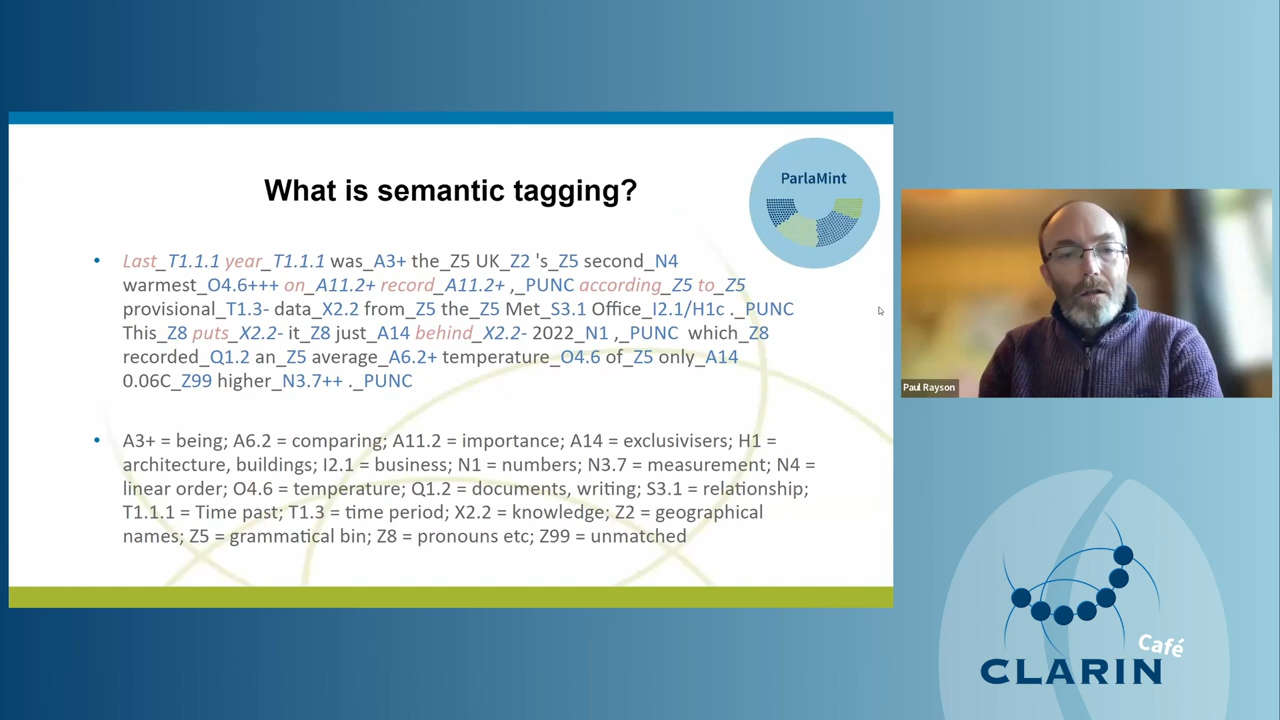 What is semantic tagging?
ParlaMint
• Last_T1.1.1 year_T1.1.1 was_A3+ the_Z5 UK_Z2 's_Z5 second_N4
warmest_O4.6+++ on_A11.2+ record_A11.2+ ,_PUNC according_Z5 to_Z5
provisional_T1.3- data_X2.2 from_Z5 the_Z5 Met_S3.1 Office_I2.1/H1c ._PUNC
This_Z8 puts_X2.2- it_Z8 just_A14 behind_X2.2- 2022_N1 ,_PUNC which_Z8
recorded_Q1.2 an_Z5 average_A6.2+ temperature_O4.6 of_Z5 only_A14
0.06C_Z99 higher_N3.7++ ._PUNC
• A3+ = being; A6.2 = comparing; A11.2 = importance; A14 = exclusivisers; H1 =
architecture, buildings; I2.1 = business; N1 = numbers; N3.7 = measurement; N4 =
linear order; O4.6 = temperature; Q1.2 = documents, writing; S3.1 = relationship;
T1.1.1 = Time past; T1.3 = time period; X2.2 = knowledge; Z2 = geographical
names; Z5 = grammatical bin; Z8 = pronouns etc; Z99 = unmatched
Paul Rayson
Café
CLARIN